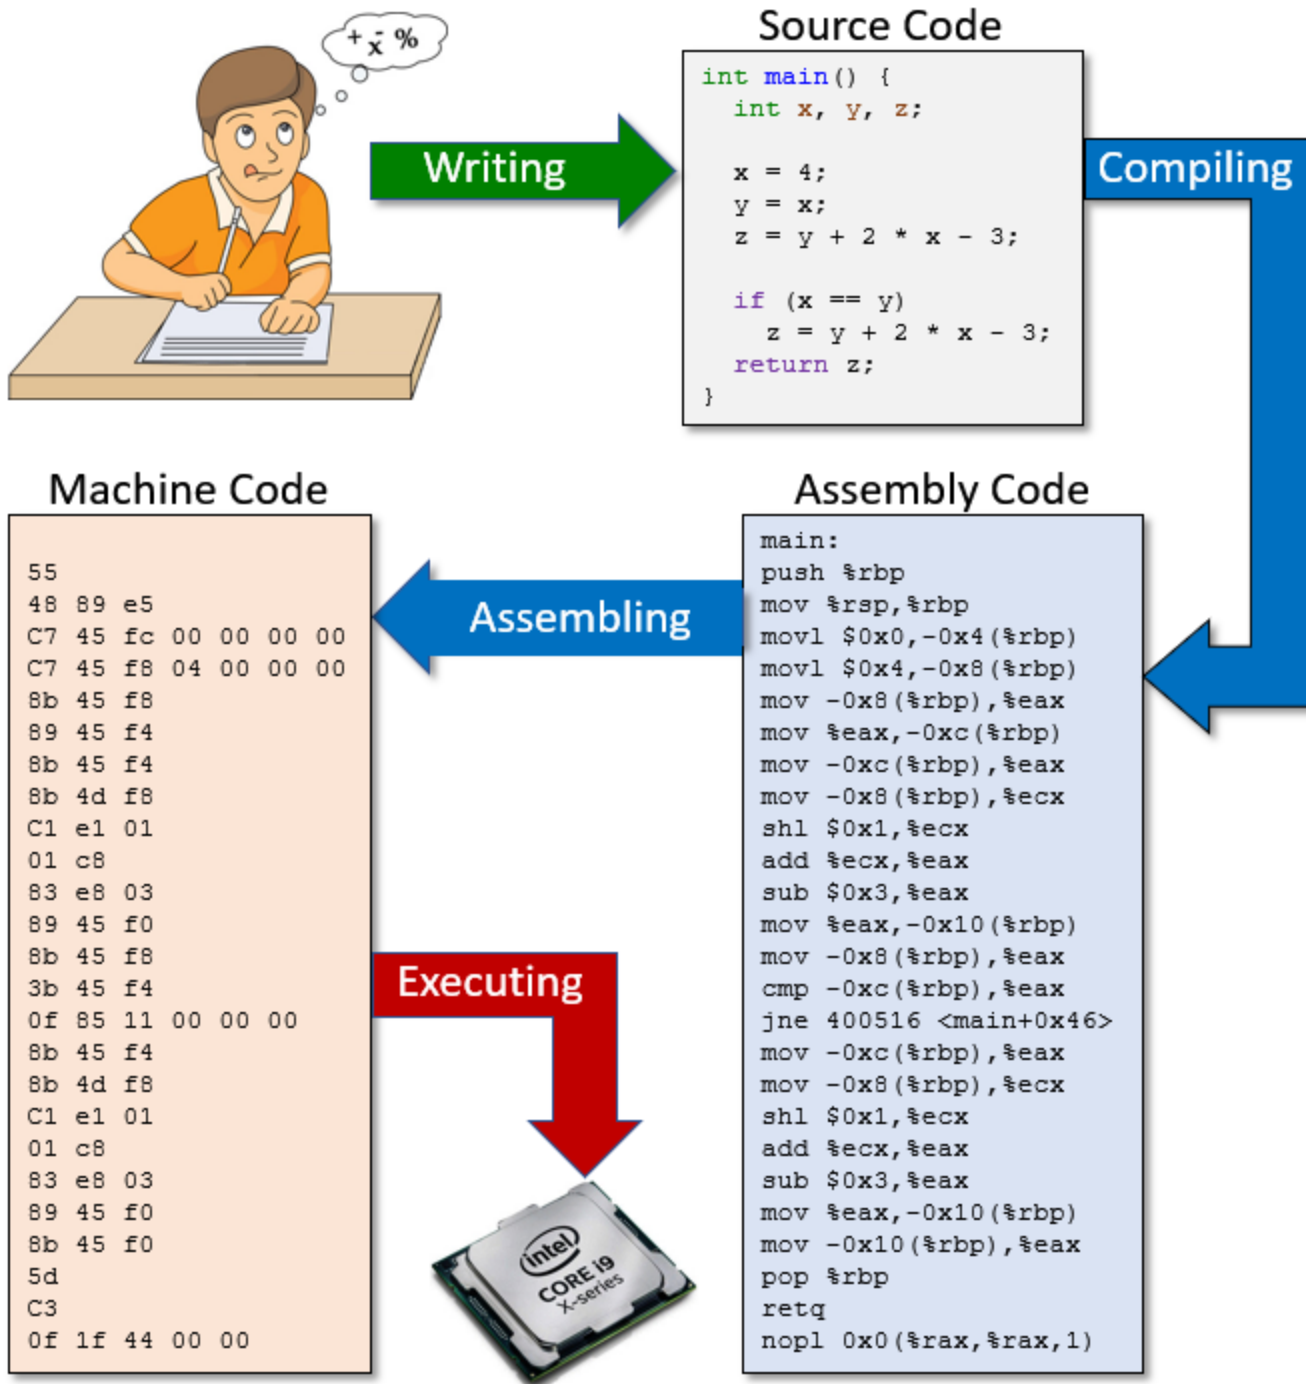 + x - %
Writing
Source Code
int main() {
int x, y, z;
x = 4;
y = x;
z = y + 2 * x - 3;
if (x == y)
z = y + 2 * x - 3;
return z;
}
Compiling
Assembly Code
main:
push %rbp
mov %rsp,%rbp
movl $0x0,-0x4(%rbp)
movl $0x4,-0x8(%rbp)
mov -0x8(%rbp),%eax
mov %eax,-0xc(%rbp)
mov -0xc(%rbp),%eax
mov -0x8(%rbp),%ecx
shl $0x1,%ecx
add %ecx,%eax
sub $0x3,%eax
mov %eax,-0x10(%rbp)
mov -0x8(%rbp),%eax
cmp -0xc(%rbp),%eax
jne 400516 <main+0x46>
mov -0xc(%rbp),%eax
mov -0x8(%rbp),%ecx
shl $0x1,%ecx
add %ecx,%eax
sub $0x3,%eax
mov %eax,-0x10(%rbp)
mov -0x10(%rbp),%eax
pop %rbp
retq
nopl 0x0(%rax,%rax,1)
Assembling
Machine Code
55
48 89 e5
C7 45 fc 00 00 00 00
C7 45 f8 04 00 00 00
8b 45 f8
89 45 f4
8b 45 f4
8b 4d f8
C1 e1 01
01 c8
83 e8 03
89 45 f0
8b 45 f8
3b 45 f4
0f 85 11 00 00 00
8b 45 f4
8b 4d f8
C1 e1 01
01 c8
83 e8 03
89 45 f0
8b 45 f0
5d
C3
0f 1f 44 00 00
Executing
intel
CORE i9
X-series